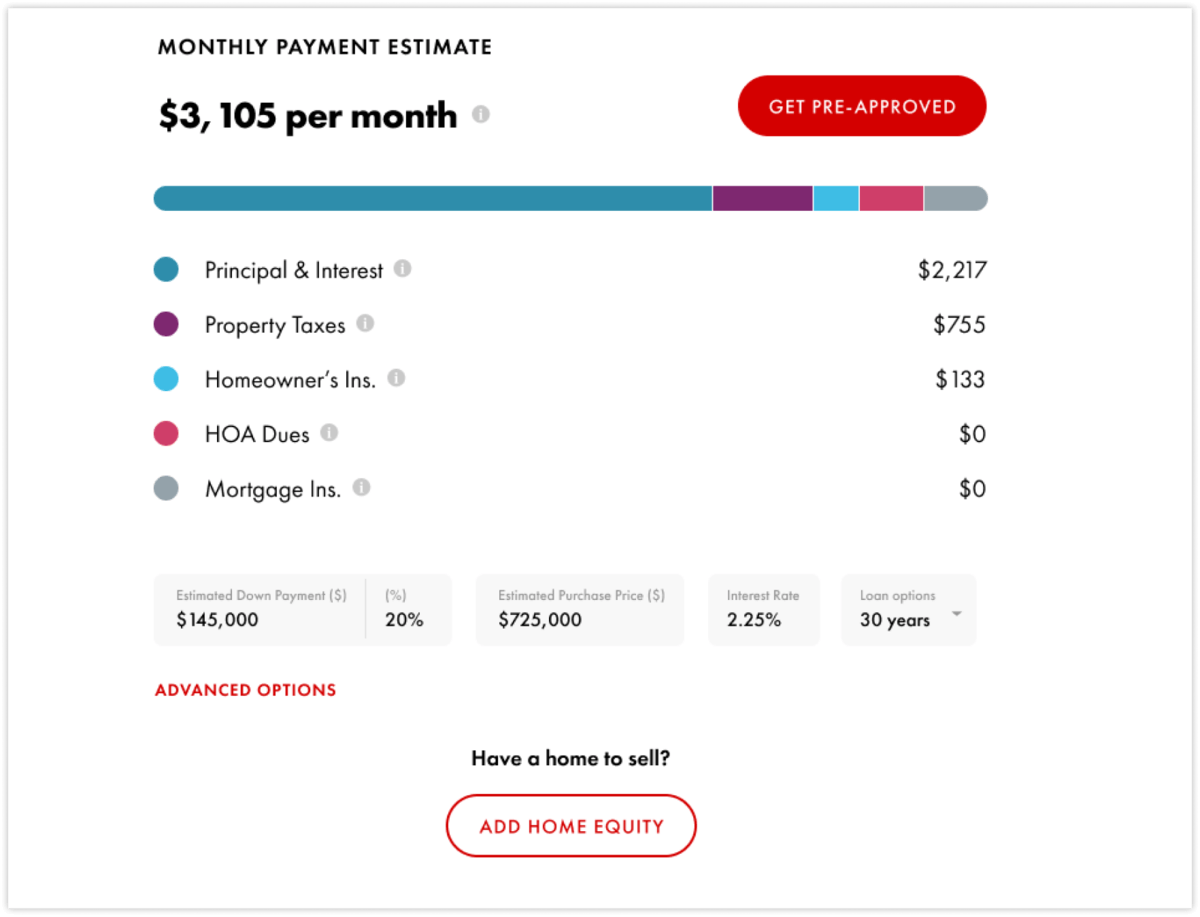 MONTHLY PAYMENT ESTIMATE
$3, 105 per month
GET PRE-APPROVED
Principal & Interest $2,217
Property Taxes $755
Homeowner’s Ins. $133
HOA Dues $0
Mortgage Ins. $0
Estimated Down Payment ($) (%) Estimated Purchase Price ($) Interest Rate Loan options
$145,000 20% $725,000 2.25% 30 years
ADVANCED OPTIONS
Have a home to sell?
ADD HOME EQUITY